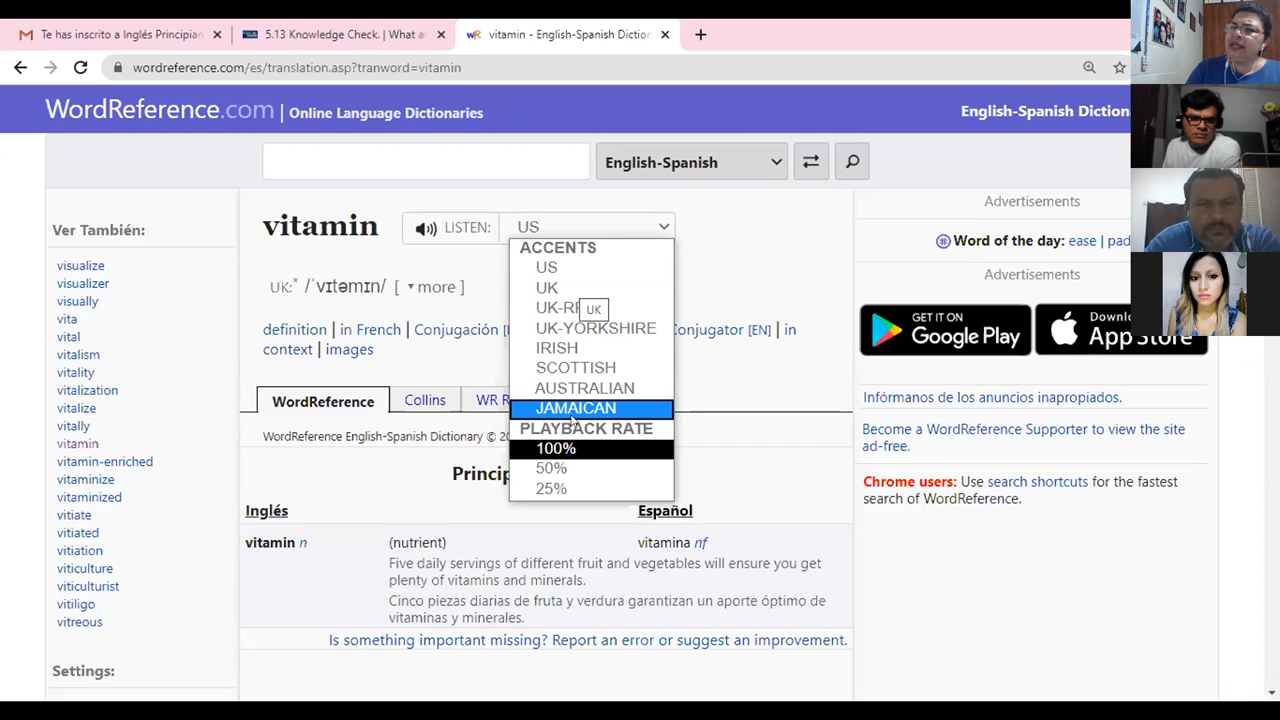 Te has inscrito a Inglés Principian
5.13 Knowledge Check. | What a
vitamin - English-Spanish Diction
wordreference.com/es/translation.asp?tranword=vitamin
WordReference.com | Online Language Dictionaries
English-Spanish Diction
English-Spanish
Advertisements
Word of the day: ease | pad
Advertisements
GET IT ON
Google Play
Downl
App Store
Infórmanos de los anuncios inapropiados.
Become a WordReference Supporter to view the site
ad-free.
Chrome users: Use search shortcuts for the fastest
search of WordReference.
Ver También:
visualize
visualizer
visually
vita
vital
vitalism
vitality
vitalization
vitalize
vitamin
vitamin-enriched
vitaminize
vitaminized
vitiate
vitiated
vitiation
viticulture
viticulturist
vitiligo
vitreous
Settings:
vitamin
LISTEN:
US
ACCENTS
US
UK
UK-RP
UK
UK-YORKSHIRE
IRISH
SCOTTISH
AUSTRALIAN
JAMAICAN
PLAYBACK RATE
100%
50%
25%
UK:* /ˈvɪtəmɪn/ [ ▾more ]
definition | in French | Conjugación [
Conjugator [EN] | in
context | images
WordReference
Collins
WR R
WordReference English-Spanish Dictionary © 20
Princip
Inglés
Español
vitamin n
(nutrient)
vitamina nf
Five daily servings of different fruit and vegetables will ensure you get
plenty of vitamins and minerals.
Cinco piezas diarias de fruta y verdura garantizan un aporte óptimo de
vitaminas y minerales.
Is something important missing? Report an error or suggest an improvement.